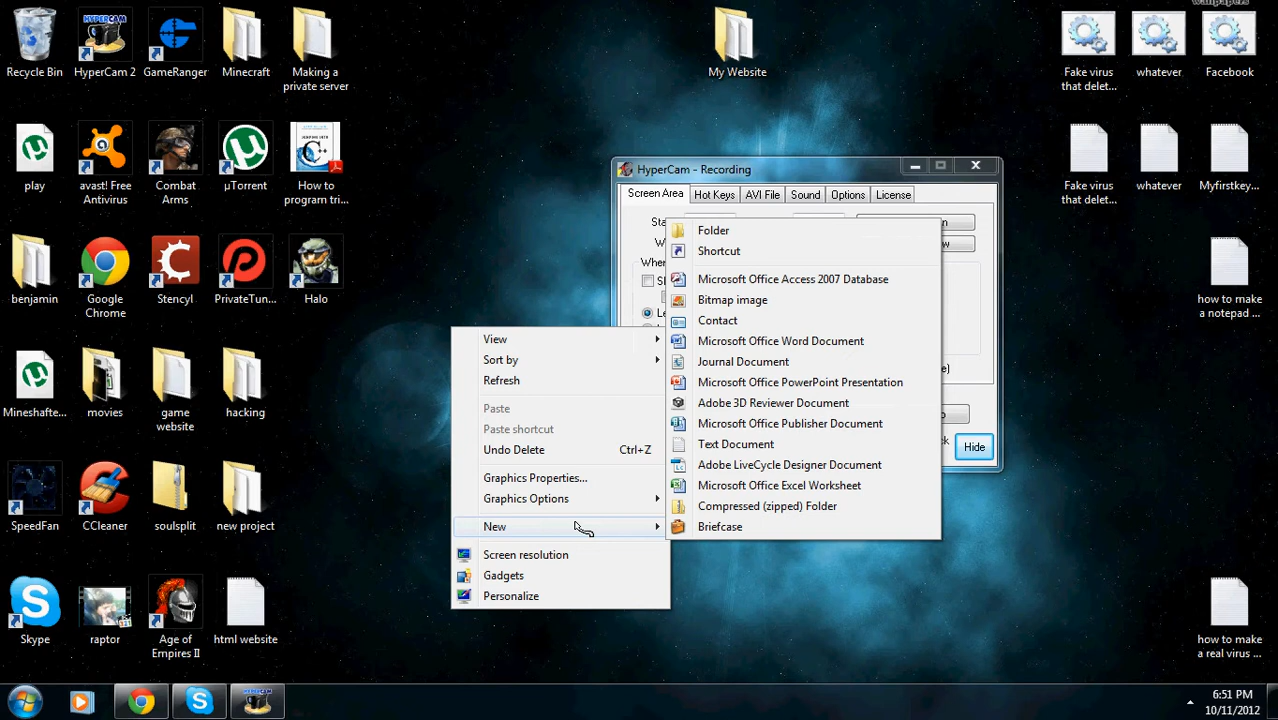 wallpapers
Recycle Bin
HyperCam 2
GameRanger
Minecraft
Making a
private server
My Website
Fake virus
that delet...
whatever
Facebook
play
avast! Free
Antivirus
Combat
Arms
µTorrent
How to
program tri...
Fake virus
that delet...
whatever
Myfirstkey...
benjamin
Google
Chrome
Stencyl
PrivateTun...
Halo
how to make
a notepad ...
Mineshafte...
movies
game
website
hacking
SpeedFan
CCleaner
soulsplit
new project
Skype
raptor
Age of
Empires II
html website
how to make
a real virus ...
HyperCam - Recording
Screen Area
Hot Keys
AVI File
Sound
Options
License
Hide
View
Sort by
Refresh
Paste
Paste shortcut
Undo Delete Ctrl+Z
Graphics Properties...
Graphics Options
New
Screen resolution
Gadgets
Personalize
Folder
Shortcut
Microsoft Office Access 2007 Database
Bitmap image
Contact
Microsoft Office Word Document
Journal Document
Microsoft Office PowerPoint Presentation
Adobe 3D Reviewer Document
Microsoft Office Publisher Document
Text Document
Adobe LiveCycle Designer Document
Microsoft Office Excel Worksheet
Compressed (zipped) Folder
Briefcase
6:51 PM
10/11/2012